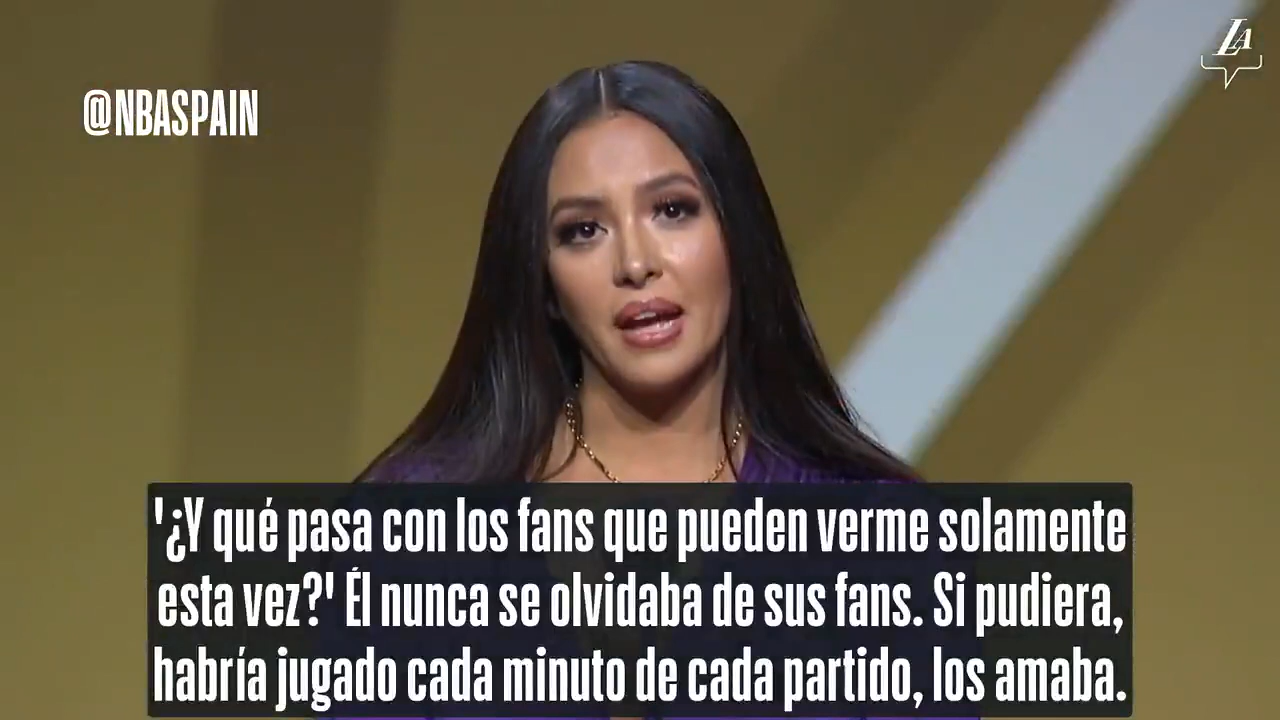 LA
@NBASPAIN
'¿Y qué pasa con los fans que pueden verme solamente
esta vez?' Él nunca se olvidaba de sus fans. Si pudiera,
habría jugado cada minuto de cada partido, los amaba.